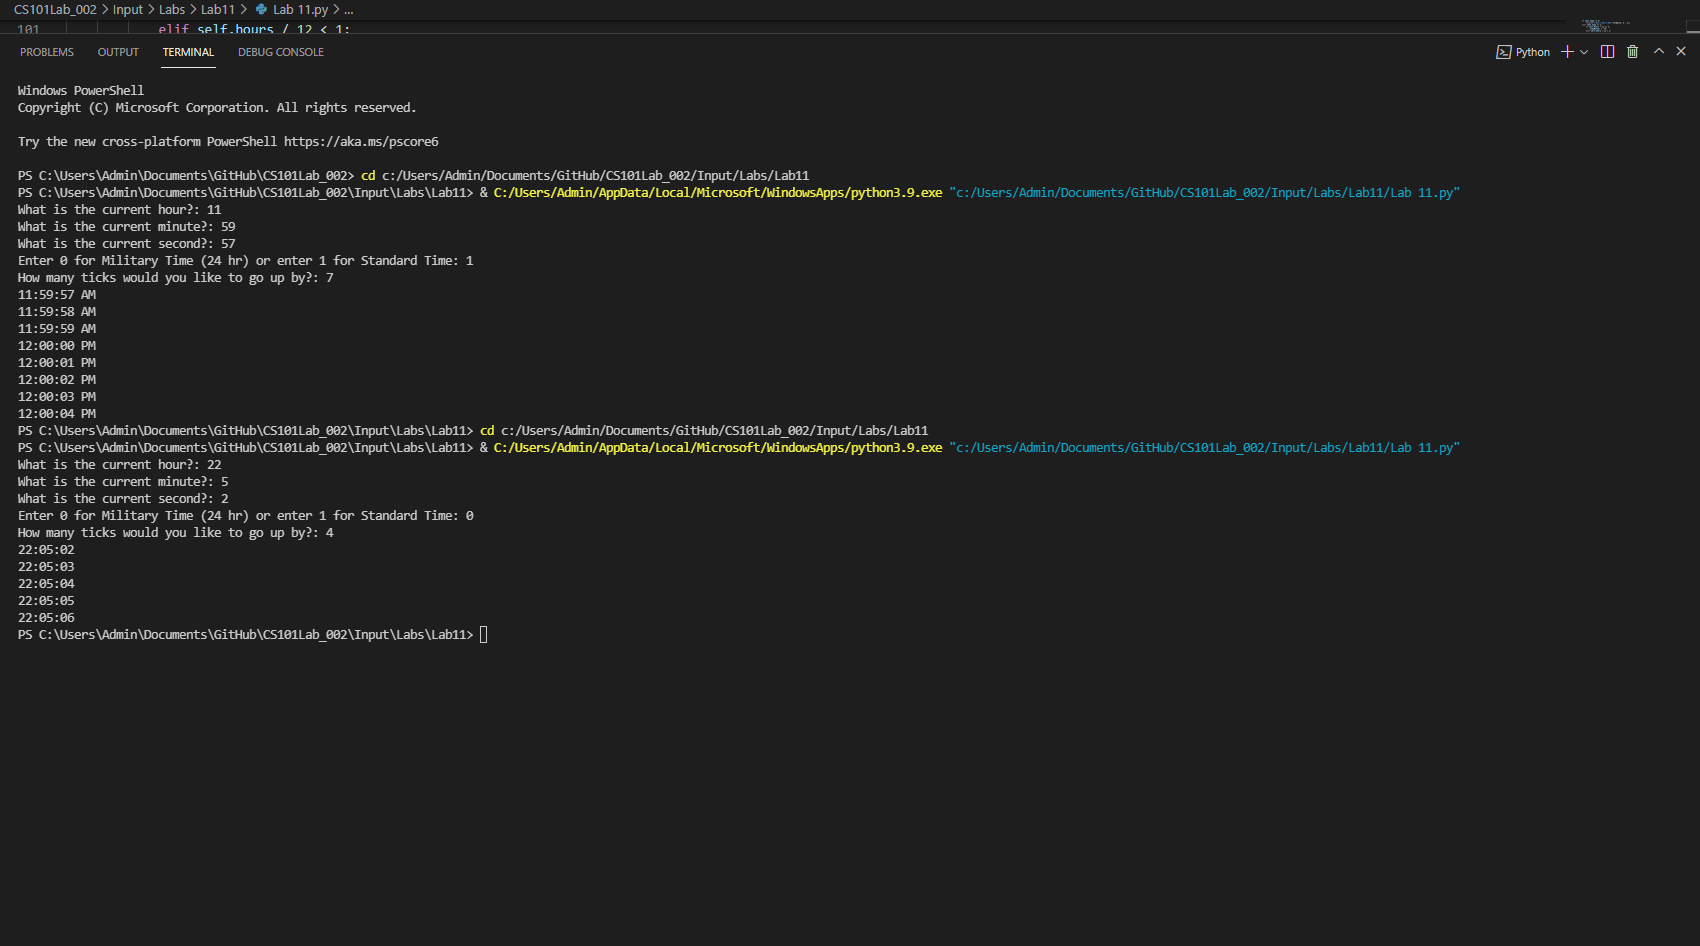 CS101Lab_002 > Input > Labs > Lab11 > Lab 11.py > ...
101 elif self.hours / 12 < 1:
PROBLEMS OUTPUT TERMINAL DEBUG CONSOLE Python
Windows PowerShell
Copyright (C) Microsoft Corporation. All rights reserved.
Try the new cross-platform PowerShell https://aka.ms/pscore6
PS C:\Users\Admin\Documents\GitHub\CS101Lab_002> cd c:/Users/Admin/Documents/GitHub/CS101Lab_002/Input/Labs/Lab11
PS C:\Users\Admin\Documents\GitHub\CS101Lab_002\Input\Labs\Lab11> & C:/Users/Admin/AppData/Local/Microsoft/WindowsApps/python3.9.exe "c:/Users/Admin/Documents/GitHub/CS101Lab_002/Input/Labs/Lab11/Lab 11.py"
What is the current hour?: 11
What is the current minute?: 59
What is the current second?: 57
Enter 0 for Military Time (24 hr) or enter 1 for Standard Time: 1
How many ticks would you like to go up by?: 7
11:59:57 AM
11:59:58 AM
11:59:59 AM
12:00:00 PM
12:00:01 PM
12:00:02 PM
12:00:03 PM
12:00:04 PM
PS C:\Users\Admin\Documents\GitHub\CS101Lab_002\Input\Labs\Lab11> cd c:/Users/Admin/Documents/GitHub/CS101Lab_002/Input/Labs/Lab11
PS C:\Users\Admin\Documents\GitHub\CS101Lab_002\Input\Labs\Lab11> & C:/Users/Admin/AppData/Local/Microsoft/WindowsApps/python3.9.exe "c:/Users/Admin/Documents/GitHub/CS101Lab_002/Input/Labs/Lab11/Lab 11.py"
What is the current hour?: 22
What is the current minute?: 5
What is the current second?: 2
Enter 0 for Military Time (24 hr) or enter 1 for Standard Time: 0
How many ticks would you like to go up by?: 4
22:05:02
22:05:03
22:05:04
22:05:05
22:05:06
PS C:\Users\Admin\Documents\GitHub\CS101Lab_002\Input\Labs\Lab11>